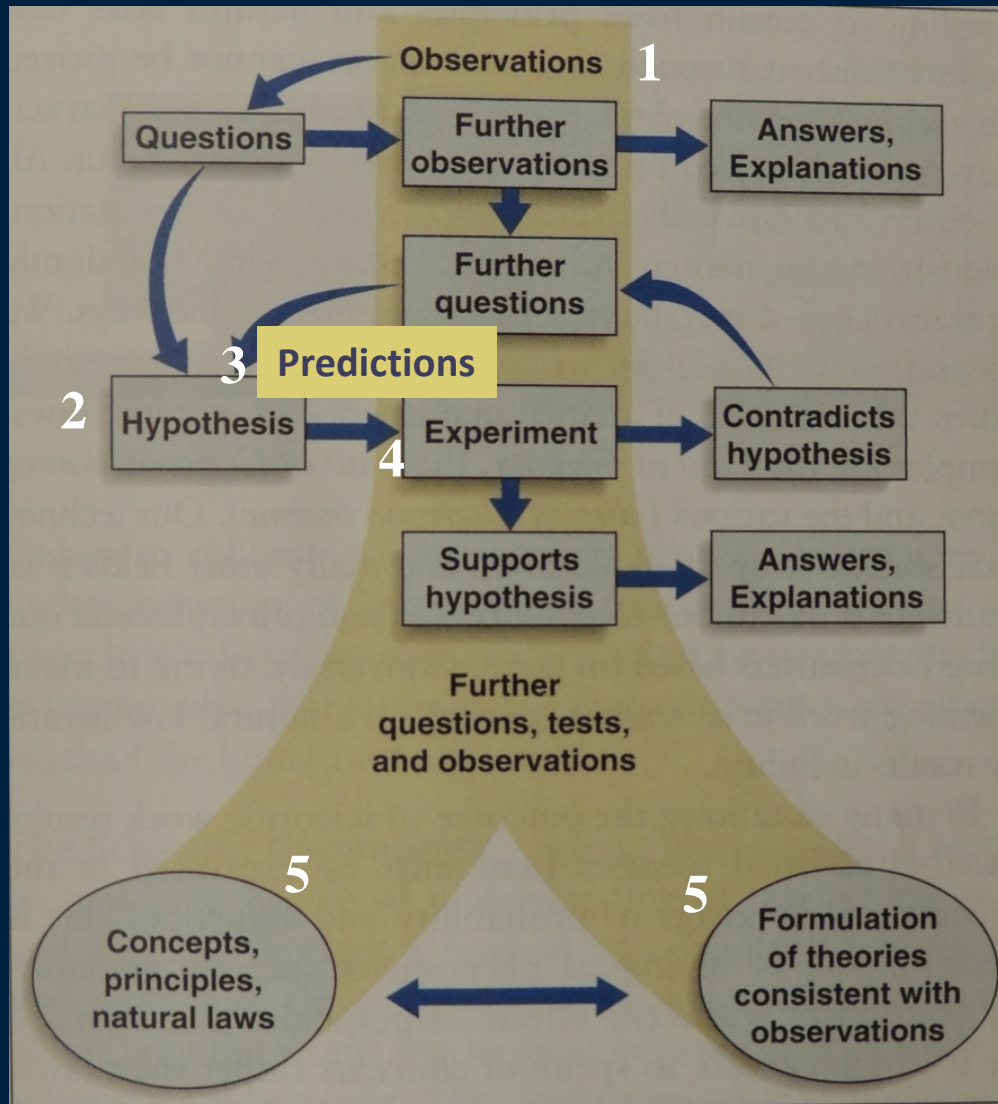 Observations 1
Questions
Further
observations
Answers,
Explanations
Further
questions
3 Predictions
2 Hypothesis
4 Experiment
Contradicts
hypothesis
Supports
hypothesis
Answers,
Explanations
Further
questions, tests,
and observations
5
Concepts,
principles,
natural laws
5
Formulation
of theories
consistent with
observations